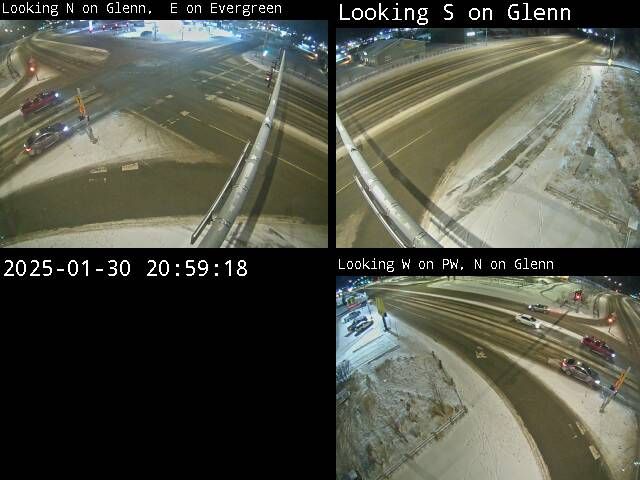 Looking N on Glenn,  E on Evergreen
Looking S on Glenn
2025-01-30 20:59:18
Looking W on PW, N on Glenn